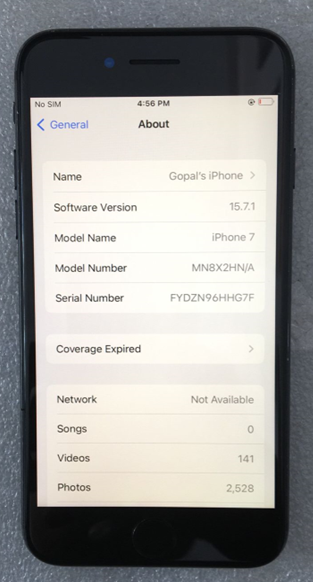 No SIM 4:56 PM
General About
Name Gopal's iPhone
Software Version 15.7.1
Model Name iPhone 7
Model Number MN8X2HN/A
Serial Number FYDZN96HHG7F
Coverage Expired
Network Not Available
Songs 0
Videos 141
Photos 2,528